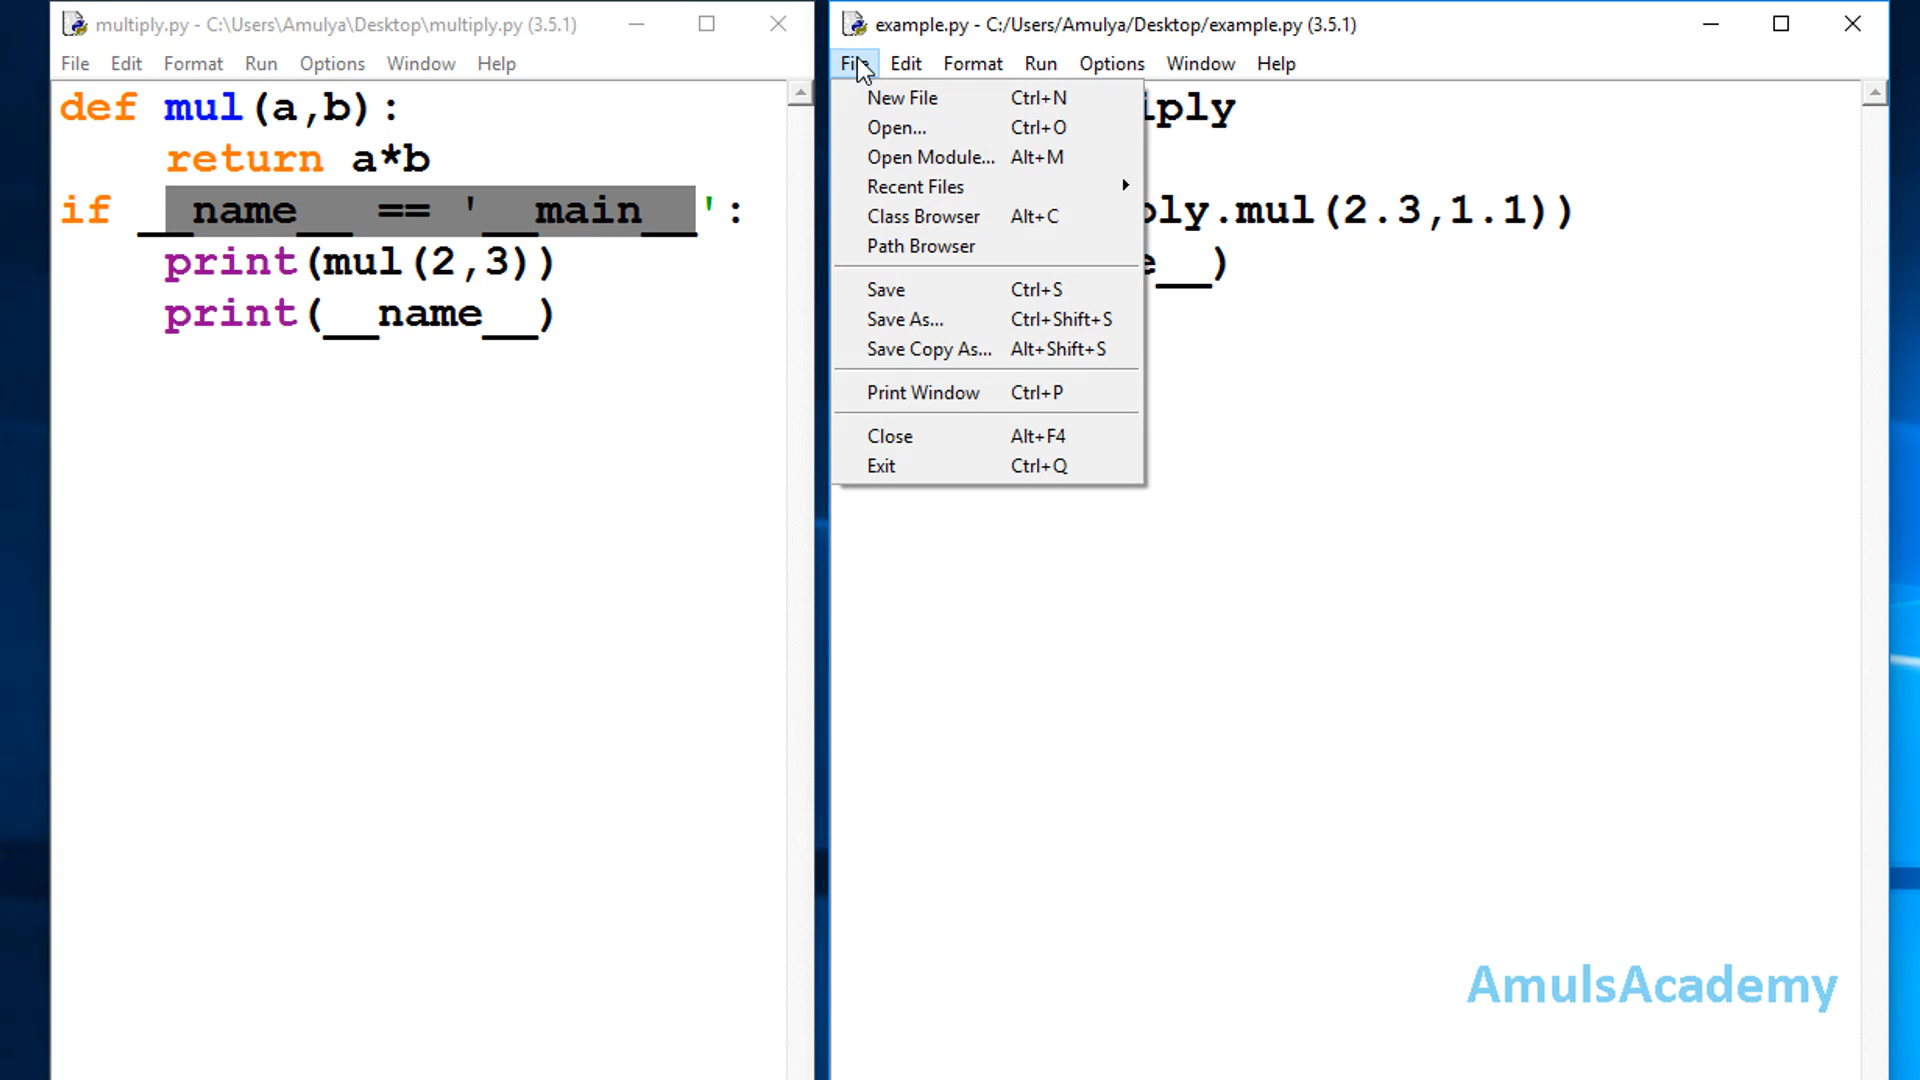 multiply.py - C:\Users\Amulya\Desktop\multiply.py (3.5.1)
File Edit Format Run Options Window Help
def mul(a,b):
    return a*b
if __name__ == '__main__':
    print(mul(2,3))
    print(__name__)
example.py - C:/Users/Amulya/Desktop/example.py (3.5.1)
File Edit Format Run Options Window Help
New File Ctrl+N
Open... Ctrl+O
Open Module... Alt+M
Recent Files
Class Browser Alt+C
Path Browser
Save Ctrl+S
Save As... Ctrl+Shift+S
Save Copy As... Alt+Shift+S
Print Window Ctrl+P
Close Alt+F4
Exit Ctrl+Q
iply
ply.mul(2.3,1.1))
e__)
AmulsAcademy